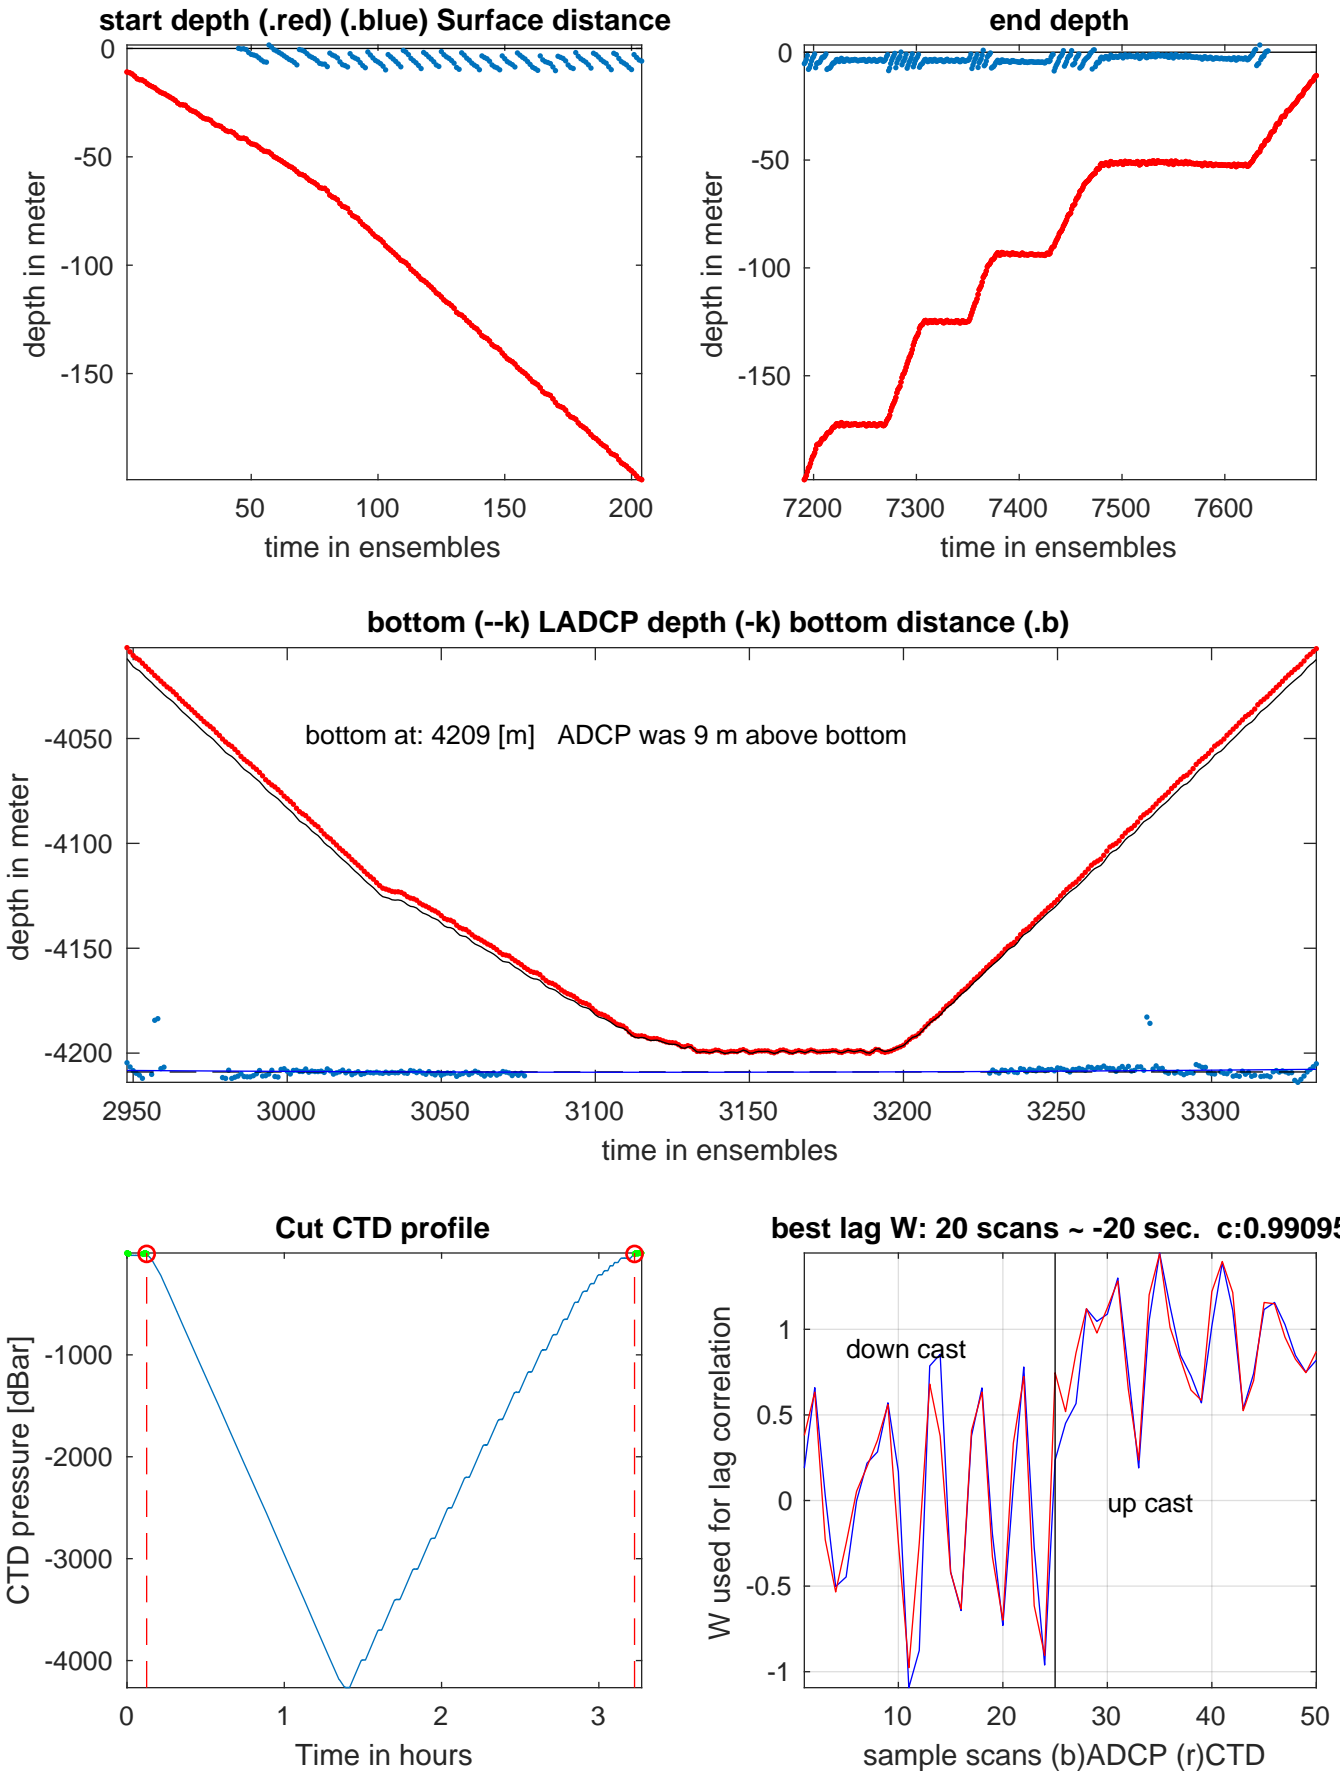 start depth (.red) (.blue) Surface distance
end depth
0
-50
-100
-150
depth in meter
50 100 150 200
time in ensembles
0
-50
-100
-150
depth in meter
7200 7300 7400 7500 7600
time in ensembles
bottom (--k) LADCP depth (-k) bottom distance (.b)
bottom at: 4209 [m] ADCP was 9 m above bottom
-4050
-4100
-4150
-4200
depth in meter
2950 3000 3050 3100 3150 3200 3250 3300
time in ensembles
Cut CTD profile
-1000
-2000
-3000
-4000
CTD pressure [dBar]
0 1 2 3
Time in hours
best lag W: 20 scans ~ -20 sec. c:0.99095
down cast
up cast
1
0.5
0
-0.5
-1
W used for lag correlation
10 20 30 40 50
sample scans (b)ADCP (r)CTD